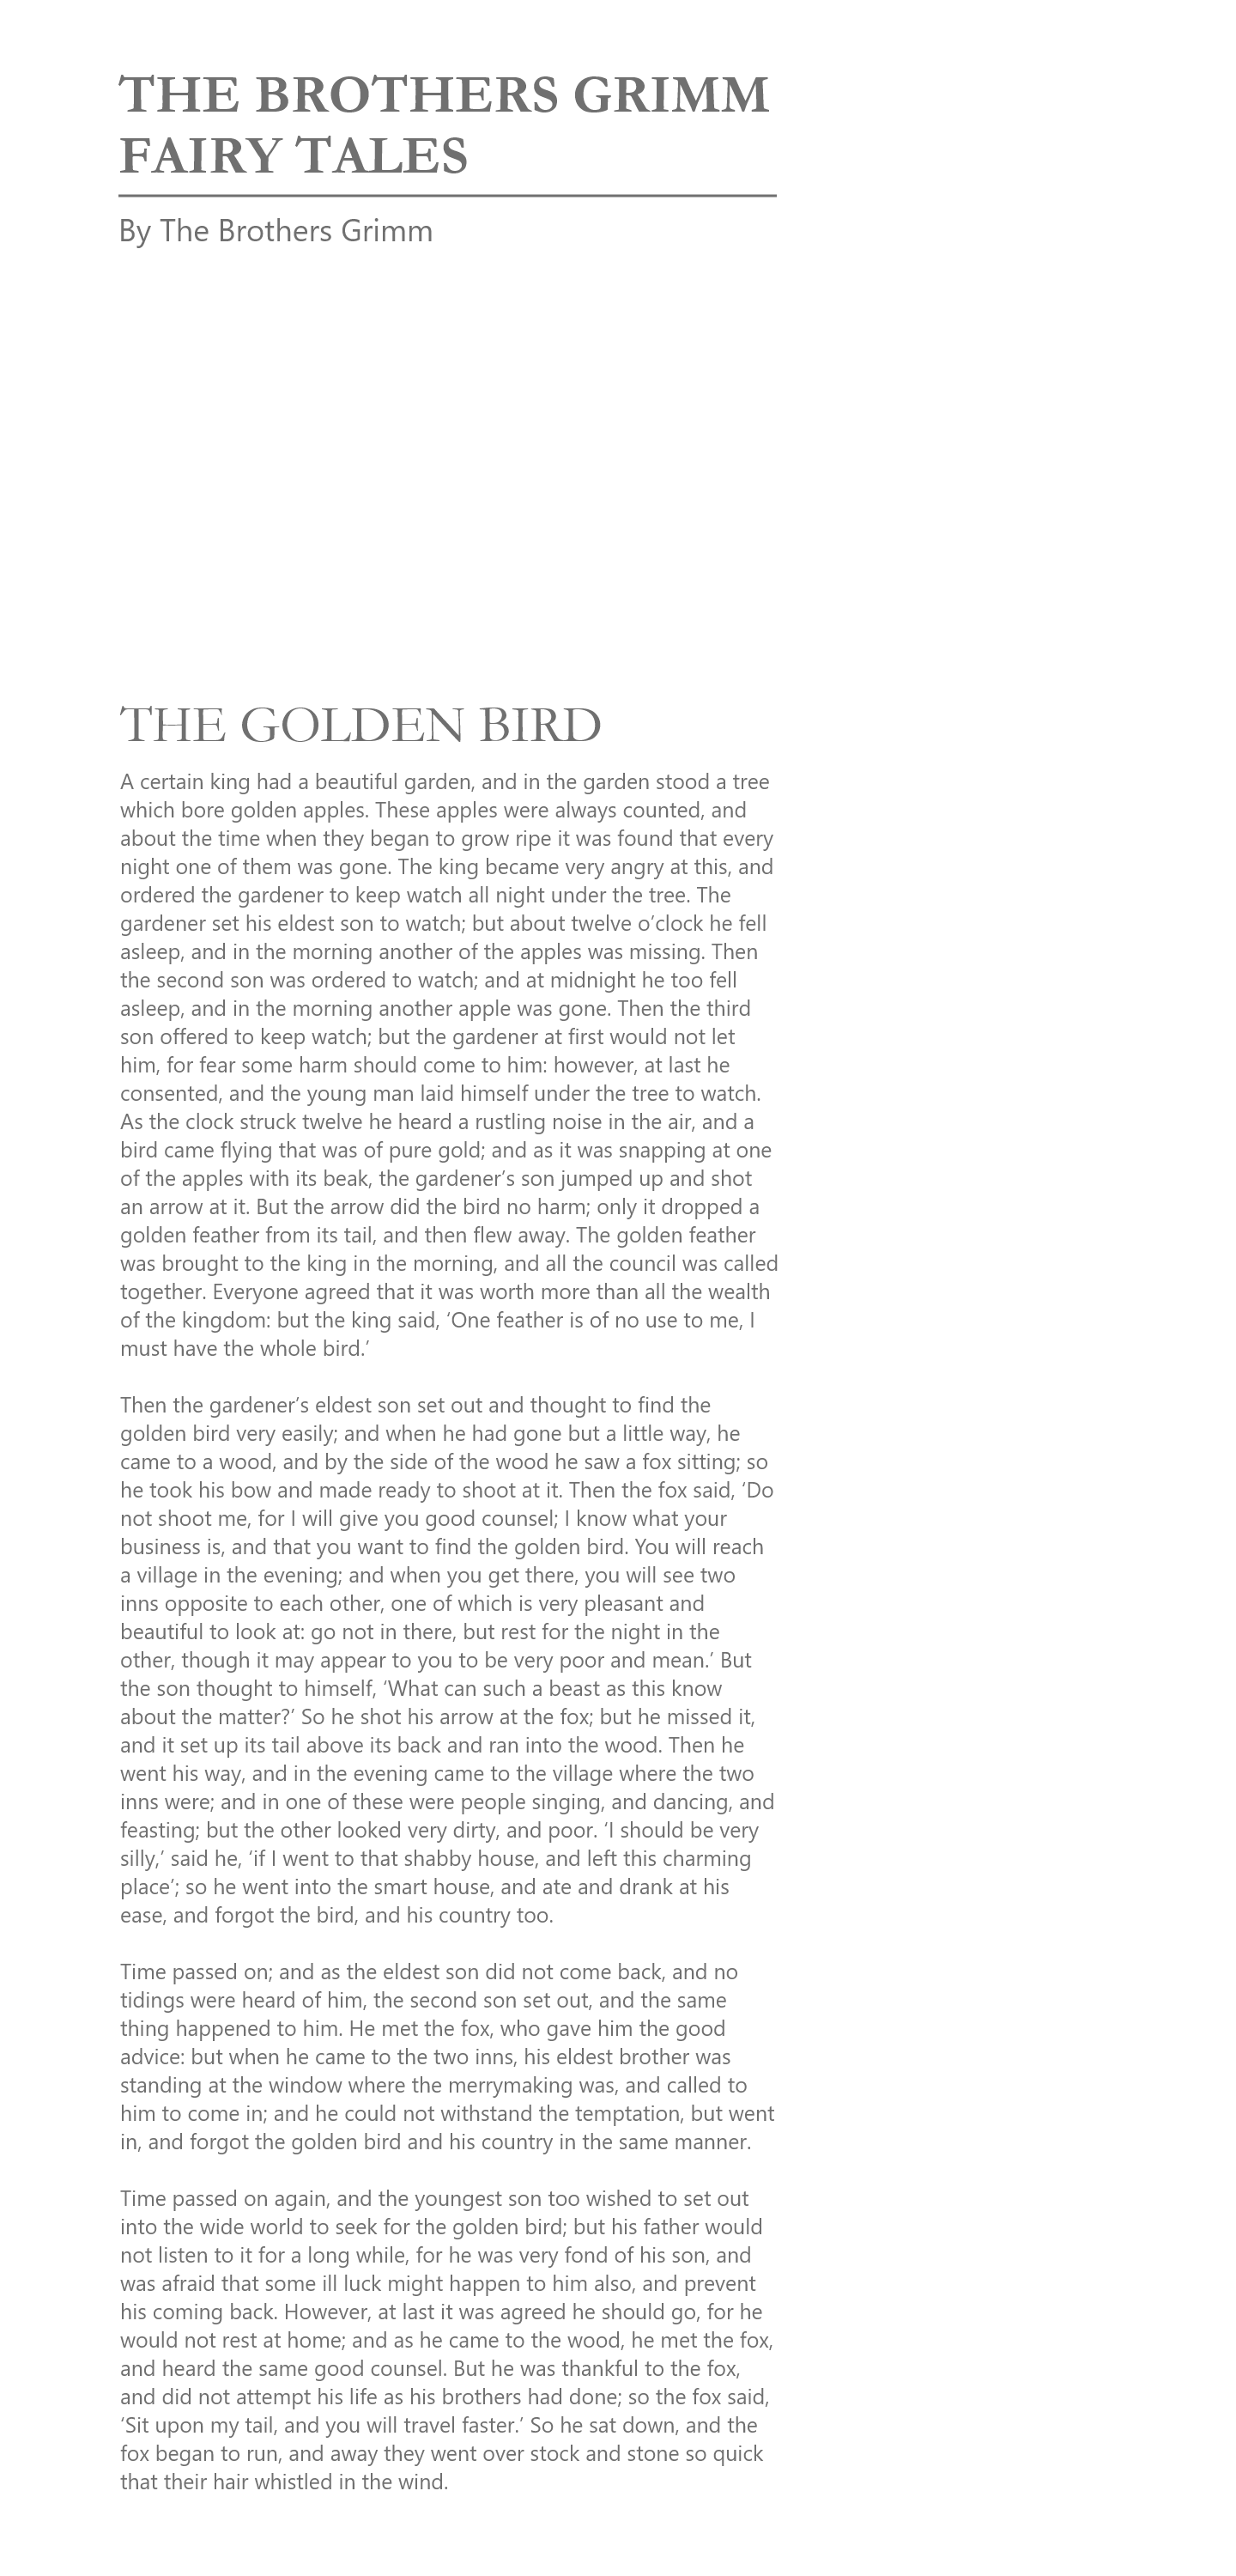 THE BROTHERS GRIMM
FAIRY TALES
By The Brothers Grimm
THE GOLDEN BIRD
A certain king had a beautiful garden, and in the garden stood a tree
which bore golden apples. These apples were always counted, and
about the time when they began to grow ripe it was found that every
night one of them was gone. The king became very angry at this, and
ordered the gardener to keep watch all night under the tree. The
gardener set his eldest son to watch; but about twelve o’clock he fell
asleep, and in the morning another of the apples was missing. Then
the second son was ordered to watch; and at midnight he too fell
asleep, and in the morning another apple was gone. Then the third
son offered to keep watch; but the gardener at first would not let
him, for fear some harm should come to him: however, at last he
consented, and the young man laid himself under the tree to watch.
As the clock struck twelve he heard a rustling noise in the air, and a
bird came flying that was of pure gold; and as it was snapping at one
of the apples with its beak, the gardener’s son jumped up and shot
an arrow at it. But the arrow did the bird no harm; only it dropped a
golden feather from its tail, and then flew away. The golden feather
was brought to the king in the morning, and all the council was called
together. Everyone agreed that it was worth more than all the wealth
of the kingdom: but the king said, ‘One feather is of no use to me, I
must have the whole bird.’
Then the gardener’s eldest son set out and thought to find the
golden bird very easily; and when he had gone but a little way, he
came to a wood, and by the side of the wood he saw a fox sitting; so
he took his bow and made ready to shoot at it. Then the fox said, ‘Do
not shoot me, for I will give you good counsel; I know what your
business is, and that you want to find the golden bird. You will reach
a village in the evening; and when you get there, you will see two
inns opposite to each other, one of which is very pleasant and
beautiful to look at: go not in there, but rest for the night in the
other, though it may appear to you to be very poor and mean.’ But
the son thought to himself, ‘What can such a beast as this know
about the matter?’ So he shot his arrow at the fox; but he missed it,
and it set up its tail above its back and ran into the wood. Then he
went his way, and in the evening came to the village where the two
inns were; and in one of these were people singing, and dancing, and
feasting; but the other looked very dirty, and poor. ‘I should be very
silly,’ said he, ‘if I went to that shabby house, and left this charming
place’; so he went into the smart house, and ate and drank at his
ease, and forgot the bird, and his country too.
Time passed on; and as the eldest son did not come back, and no
tidings were heard of him, the second son set out, and the same
thing happened to him. He met the fox, who gave him the good
advice: but when he came to the two inns, his eldest brother was
standing at the window where the merrymaking was, and called to
him to come in; and he could not withstand the temptation, but went
in, and forgot the golden bird and his country in the same manner.
Time passed on again, and the youngest son too wished to set out
into the wide world to seek for the golden bird; but his father would
not listen to it for a long while, for he was very fond of his son, and
was afraid that some ill luck might happen to him also, and prevent
his coming back. However, at last it was agreed he should go, for he
would not rest at home; and as he came to the wood, he met the fox,
and heard the same good counsel. But he was thankful to the fox,
and did not attempt his life as his brothers had done; so the fox said,
‘Sit upon my tail, and you will travel faster.’ So he sat down, and the
fox began to run, and away they went over stock and stone so quick
that their hair whistled in the wind.